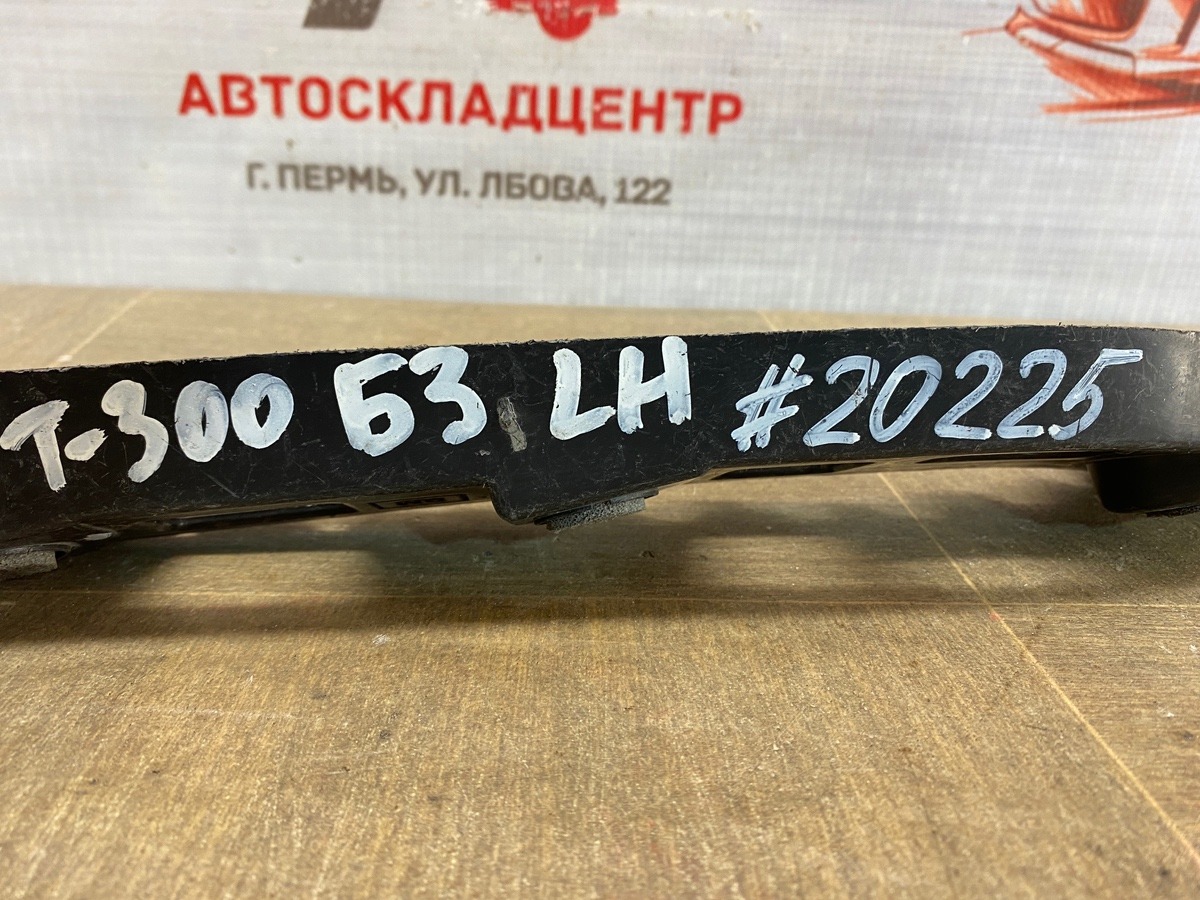 АВТОСКЛАДЦЕНТР
Г. ПЕРМЬ, УЛ. ЛБОВА, 122
T-300 БЗ LH #20225